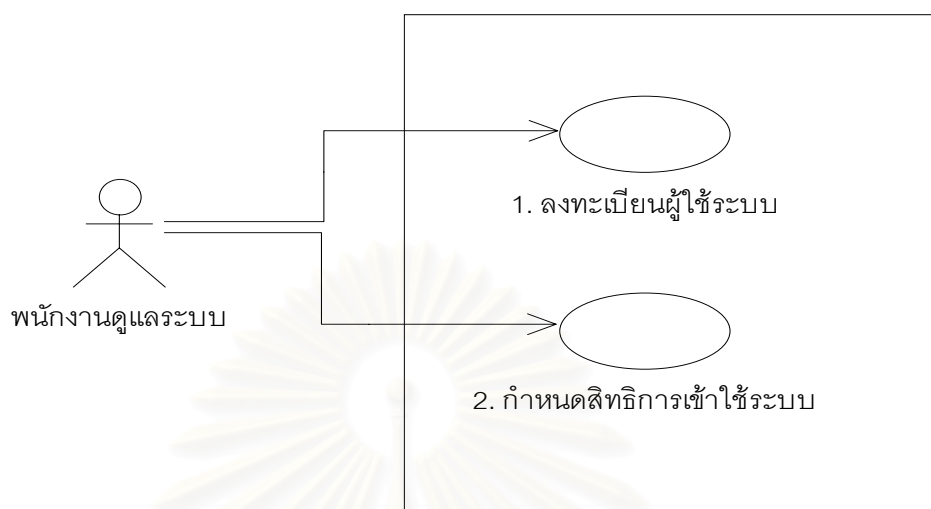 1. ลงทะเบียนผู้ใช้ระบบ
พนักงานดูแลระบบ
2. กำหนดสิทธิการเข้าใช้ระบบ